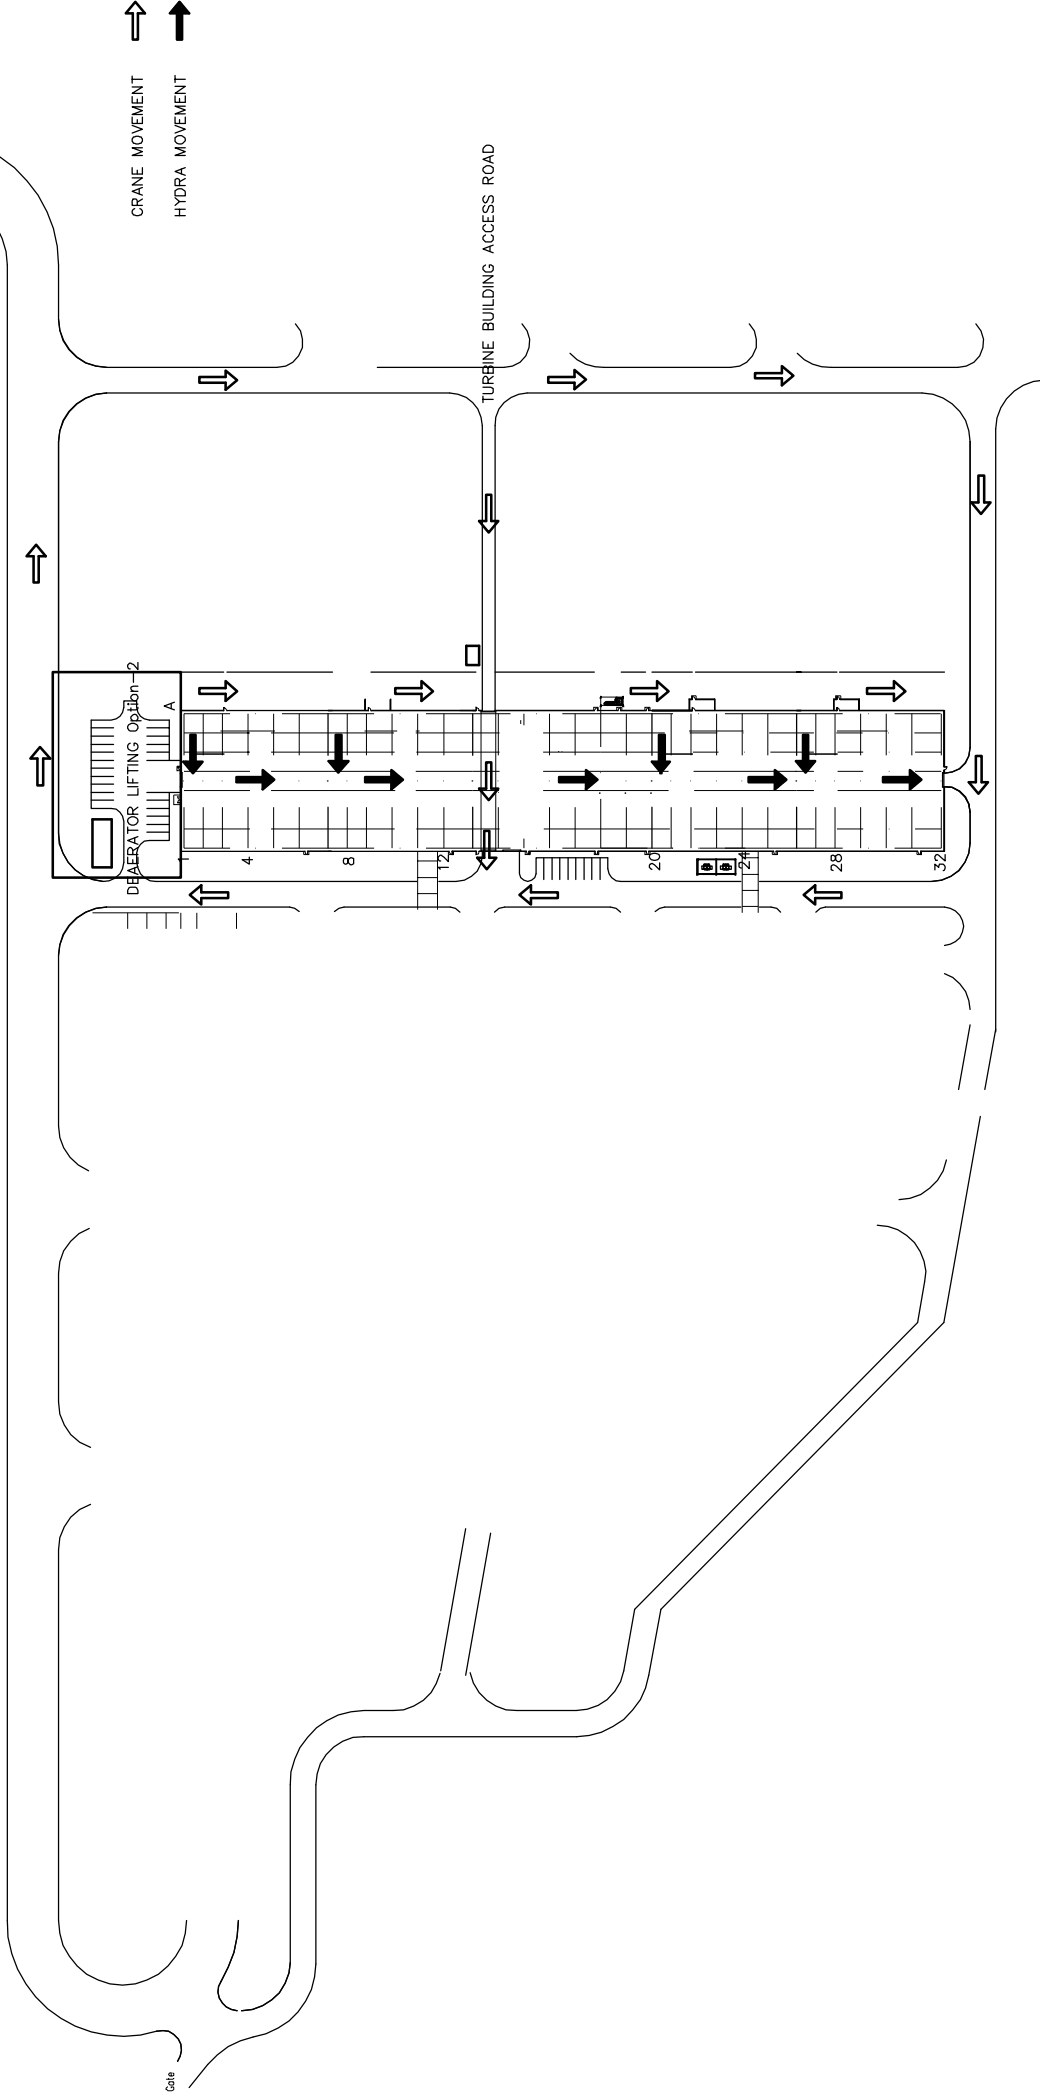 CRANE MOVEMENT
HYDRA MOVEMENT
TURBINE BUILDING ACCESS ROAD
DEAERATOR LIFTING Option-2
A
1
4
8
12
20
24
28
32
Gate